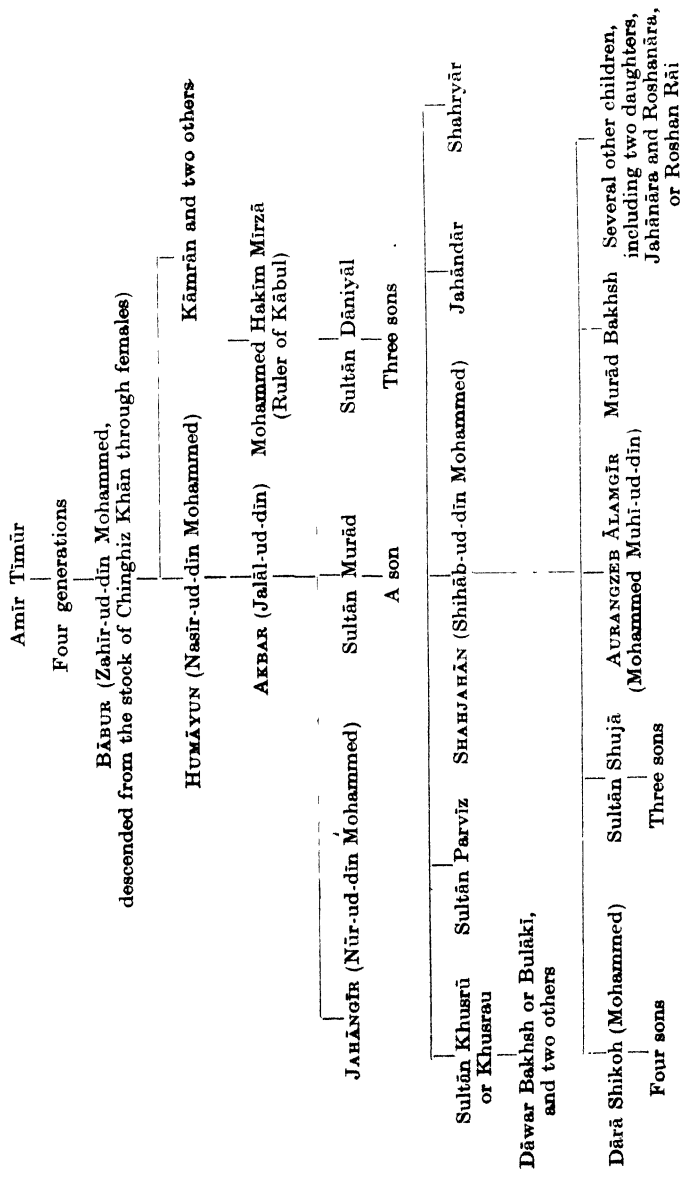 Amīr Tīmūr
Four generations
BĀBUR (Zahīr-ud-dīn Mohammed,
descended from the stock of Chinghiz Khān through females)
HUMĀYUN (Nasīr-ud-dīn Mohammed)
Kāmrān and two others
AKBAR (Jalāl-ud-dīn)
Mohammed Hakīm Mīrzā
(Ruler of Kābul)
JAHĀNGĪR (Nūr-ud-dīn Mohammed)
Sultān Murād
Sultān Dāniyāl
A son
Three sons
Sultān Khusrū
or Khusrau
Sultān Parvīz
SHAHJAHĀN (Shihāb-ud-dīn Mohammed)
Jahāndār
Shahryār
Dāwar Bakhsh or Bulākī,
and two others
Dārā Shikoh (Mohammed)
Sultān Shujā
AURANGZEB ĀLAMGĪR
(Mohammed Muhī-ud-dīn)
Murād Bakhsh
Several other children,
including two daughters,
Jahānāra and Roshanāra,
or Roshan Rāi
Four sons
Three sons